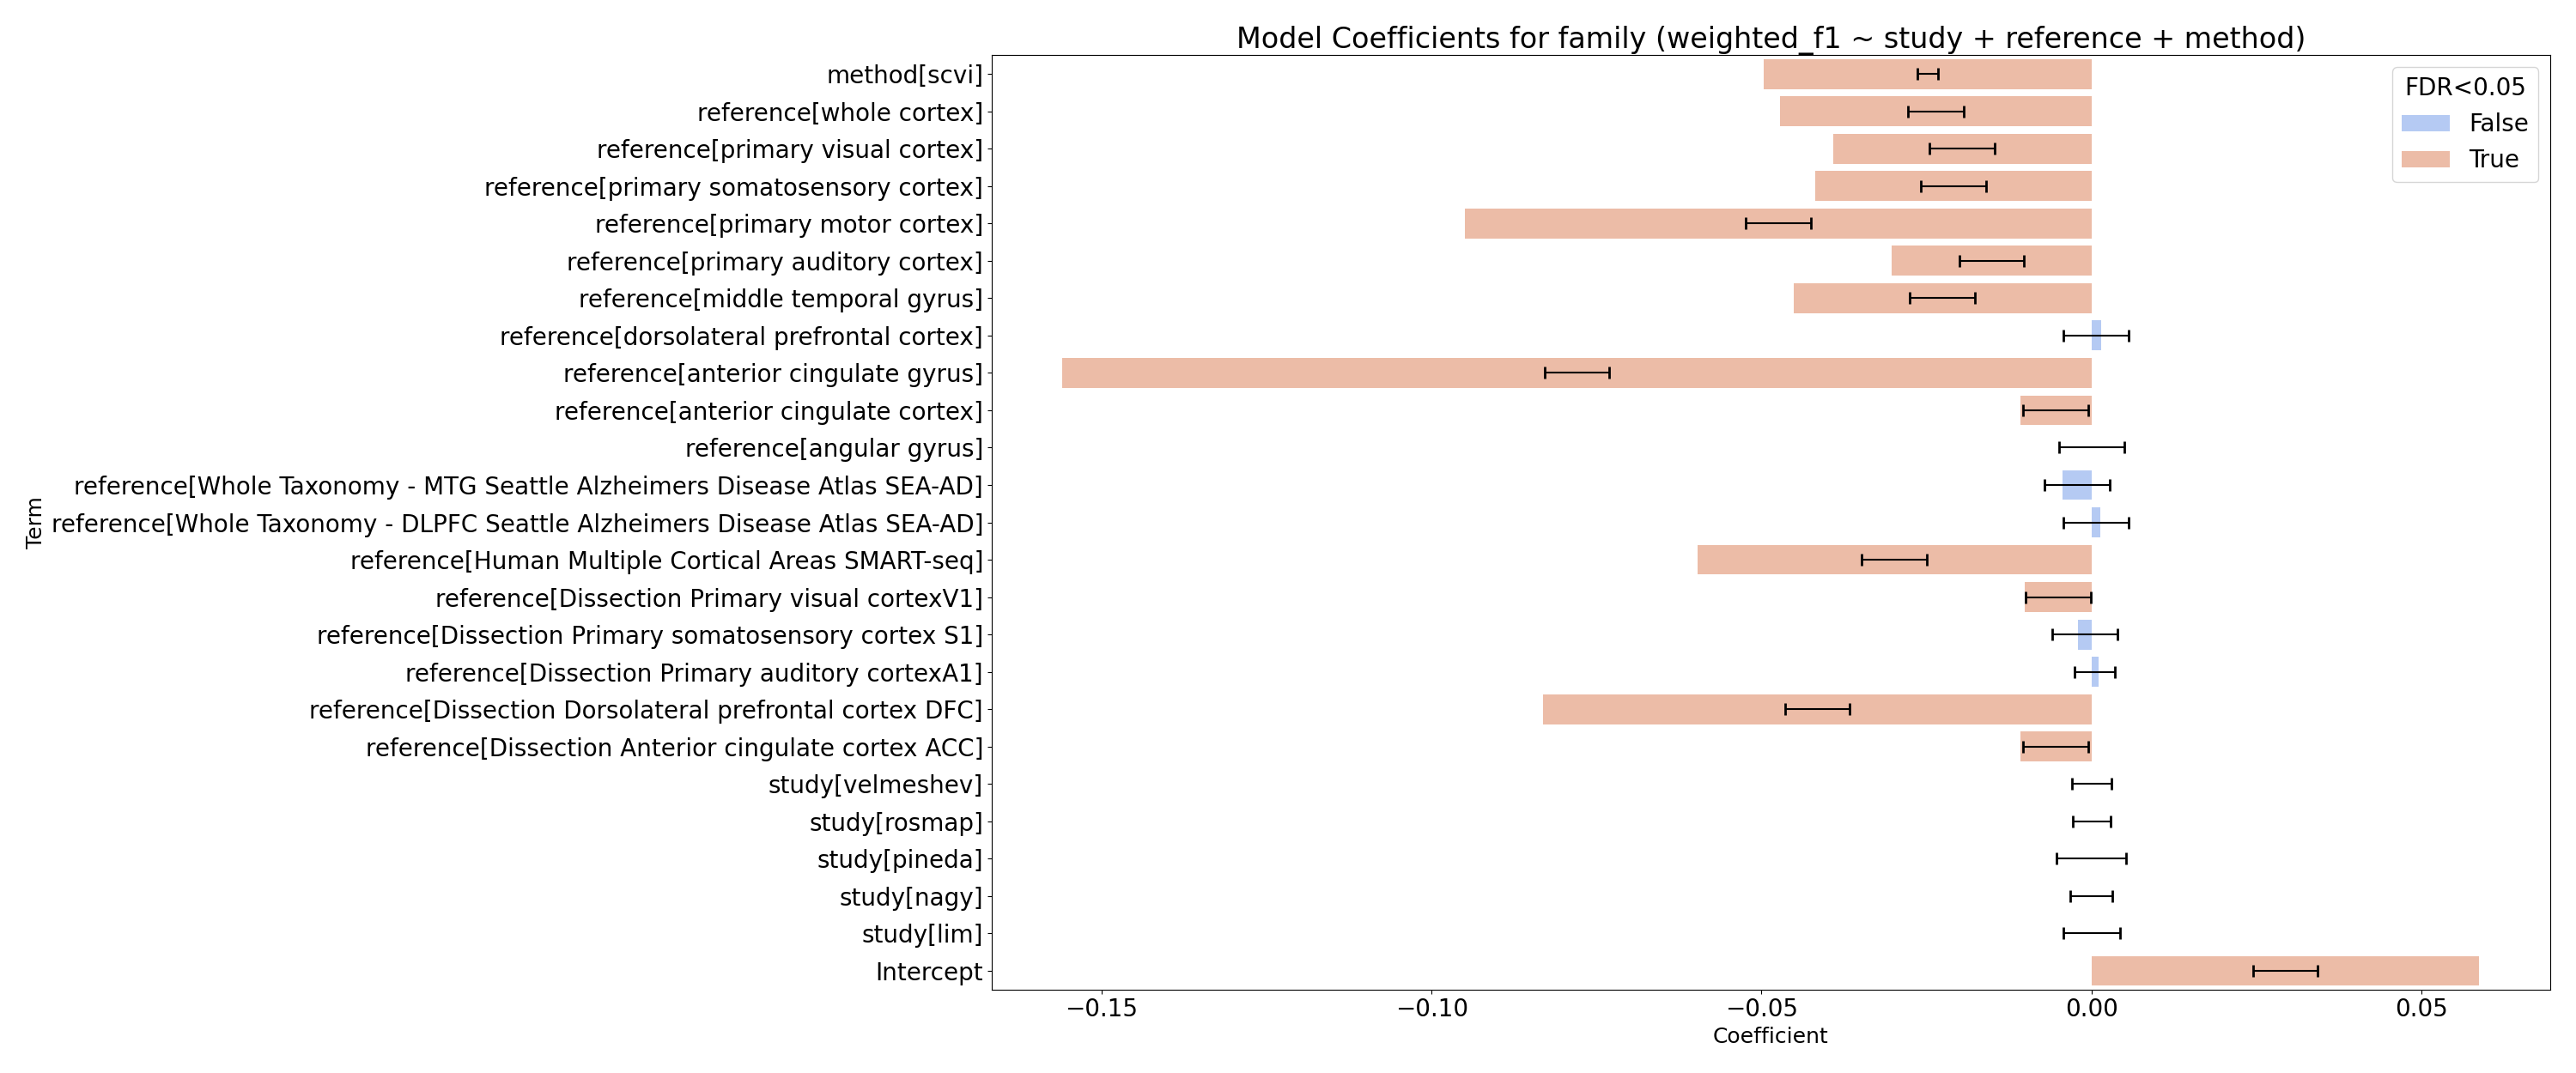 Model Coefficients for family (weighted_f1 ~ study + reference + method)
method[scvi]
reference[whole cortex]
reference[primary visual cortex]
reference[primary somatosensory cortex]
reference[primary motor cortex]
reference[primary auditory cortex]
reference[middle temporal gyrus]
reference[dorsolateral prefrontal cortex]
reference[anterior cingulate gyrus]
reference[anterior cingulate cortex]
reference[angular gyrus]
reference[Whole Taxonomy - MTG Seattle Alzheimers Disease Atlas SEA-AD]
reference[Whole Taxonomy - DLPFC Seattle Alzheimers Disease Atlas SEA-AD]
reference[Human Multiple Cortical Areas SMART-seq]
reference[Dissection Primary visual cortexV1]
reference[Dissection Primary somatosensory cortex S1]
reference[Dissection Primary auditory cortexA1]
reference[Dissection Dorsolateral prefrontal cortex DFC]
reference[Dissection Anterior cingulate cortex ACC]
study[velmeshev]
study[rosmap]
study[pineda]
study[nagy]
study[lim]
Intercept
Term
FDR<0.05
False
True
−0.15 −0.10 −0.05 0.00 0.05
Coefficient